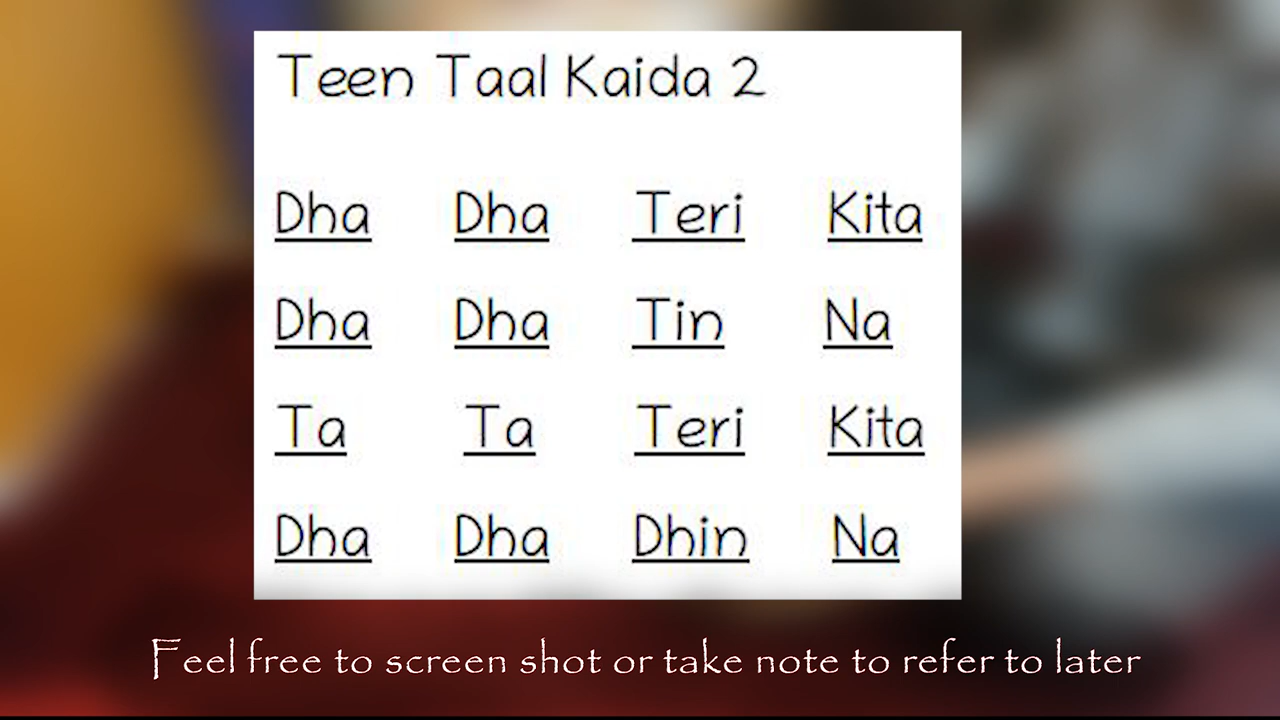 Teen Taal Kaida 2
Dha Dha Teri Kita
Dha Dha Tin Na
Ta Ta Teri Kita
Dha Dha Dhin Na
Feel free to screen shot or take note to refer to later